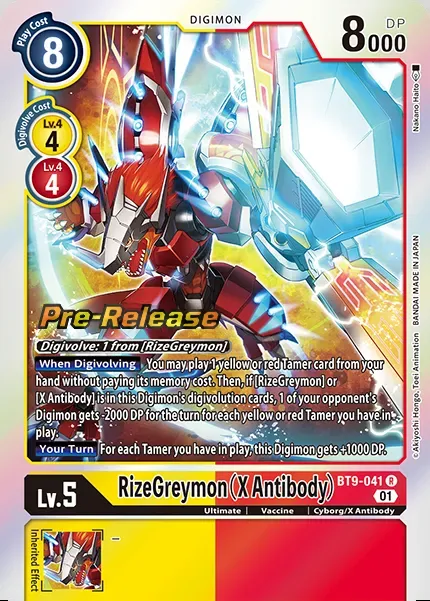 DIGIMON
Play Cost
8
DP
8000
Digivolve Cost
Lv.4
4
Lv.4
4
Nakano Haito
© Akiyoshi Hongo, Toei Animation BANDAI MADE IN JAPAN
Pre-Release
Digivolve: 1 from [RizeGreymon]
When Digivolving You may play 1 yellow or red Tamer card from your
hand without paying its memory cost. Then, if [RizeGreymon] or
[X Antibody] is in this Digimon's digivolution cards, 1 of your opponent's
Digimon gets -2000 DP for the turn for each yellow or red Tamer you have in
play.
Your Turn For each Tamer you have in play, this Digimon gets +1000 DP.
Lv.5
RizeGreymon (X Antibody)
BT9-041 R
01
Ultimate | Vaccine | Cyborg/X Antibody
Inherited Effect
–